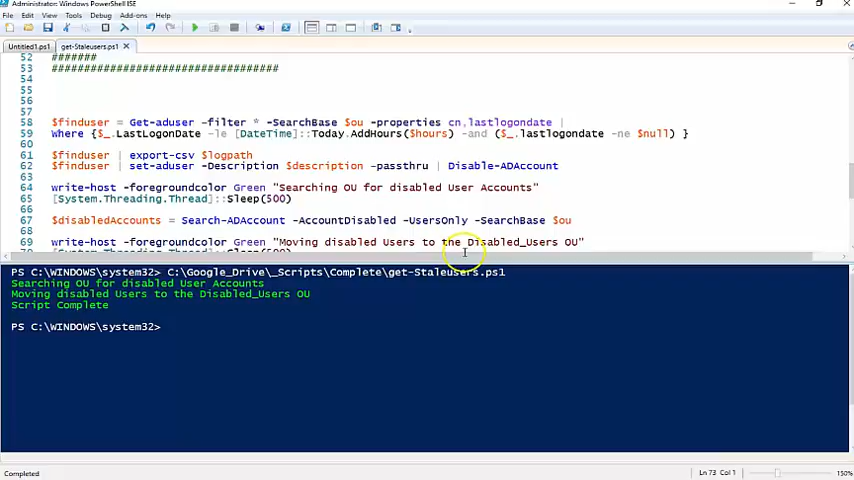 Administrator: Windows PowerShell ISE
File Edit View Tools Debug Add-ons Help
Untitled1.ps1 get-Staleusers.ps1 ✕
52 #######
53 #################################
54
55
56
57
58 $finduser = Get-aduser –filter * -SearchBase $ou -properties cn,lastlogondate |
59 Where {$_.LastLogonDate –le [DateTime]::Today.AddHours($hours) -and ($_.lastlogondate -ne $null) }
60
61 $finduser | export-csv $logpath
62 $finduser | set-aduser -Description $description -passthru | Disable-ADAccount
63
64 write-host -foregroundcolor Green "Searching OU for disabled User Accounts"
65 [System.Threading.Thread]::Sleep(500)
66
67 $disabledAccounts = Search-ADAccount -AccountDisabled -UsersOnly -SearchBase $ou
68
69 write-host -foregroundcolor Green "Moving disabled Users to the Disabled_Users OU"
70 [System.Threading.Thread]::Sleep(500)
PS C:\WINDOWS\system32> C:\Google_Drive\_Scripts\Complete\get-Staleusers.ps1
Searching OU for disabled User Accounts
Moving disabled Users to the Disabled_Users OU
Script Complete
PS C:\WINDOWS\system32>
Completed Ln 73 Col 1 150%